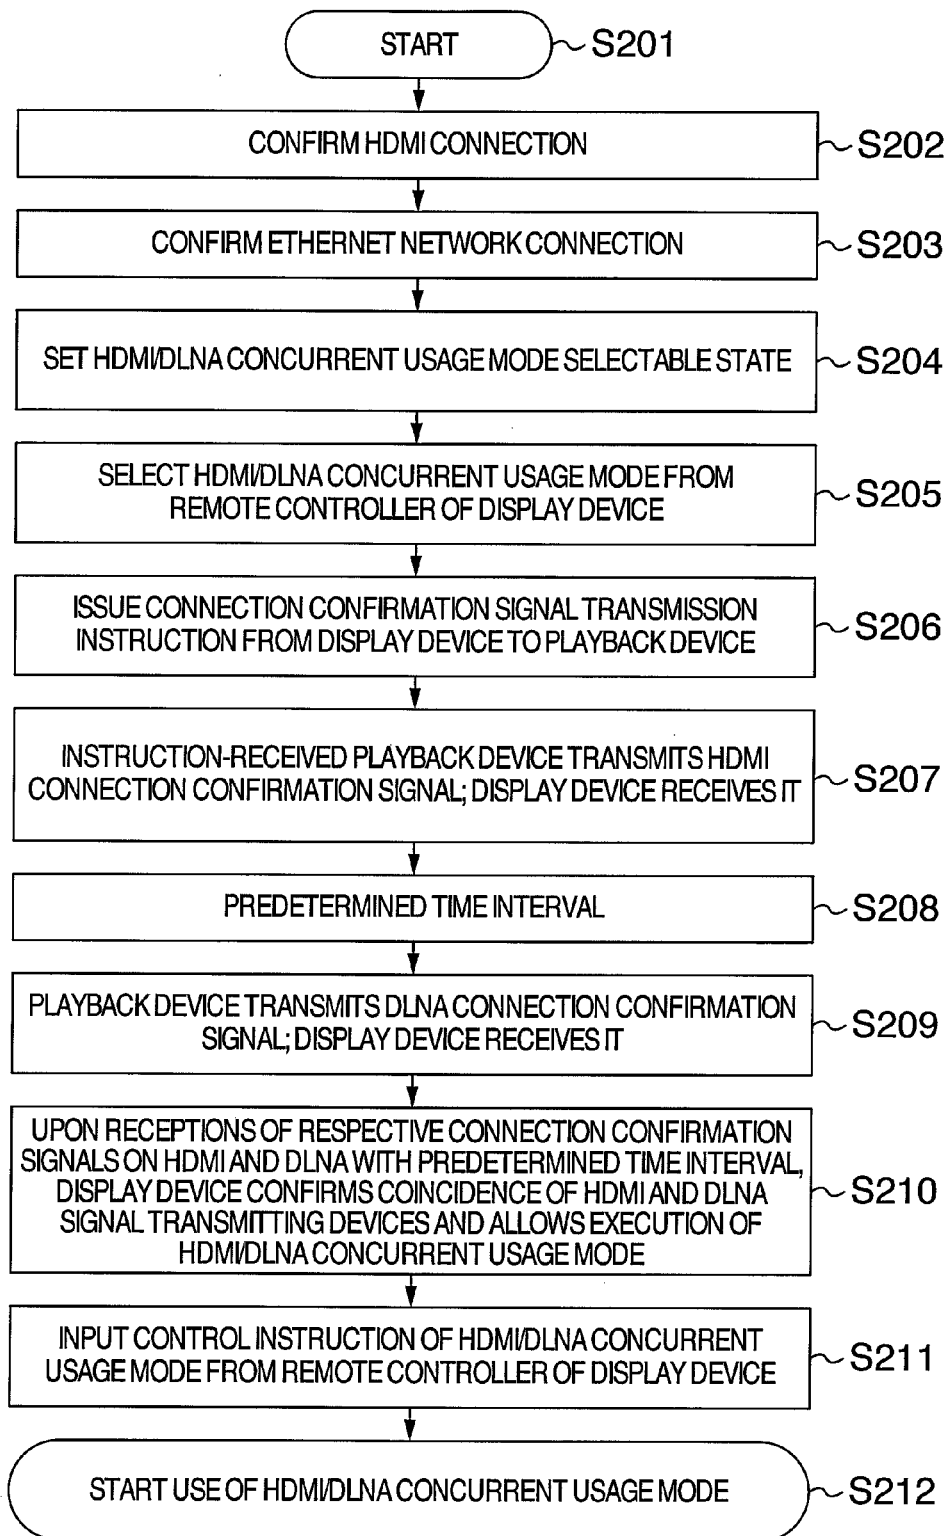 START
S201
CONFIRM HDMI CONNECTION
S202
CONFIRM ETHERNET NETWORK CONNECTION
S203
SET HDMI/DLNA CONCURRENT USAGE MODE SELECTABLE STATE
S204
SELECT HDMI/DLNA CONCURRENT USAGE MODE FROM
REMOTE CONTROLLER OF DISPLAY DEVICE
S205
ISSUE CONNECTION CONFIRMATION SIGNAL TRANSMISSION
INSTRUCTION FROM DISPLAY DEVICE TO PLAYBACK DEVICE
S206
INSTRUCTION-RECEIVED PLAYBACK DEVICE TRANSMITS HDMI
CONNECTION CONFIRMATION SIGNAL; DISPLAY DEVICE RECEIVES IT
S207
PREDETERMINED TIME INTERVAL
S208
PLAYBACK DEVICE TRANSMITS DLNA CONNECTION CONFIRMATION
SIGNAL; DISPLAY DEVICE RECEIVES IT
S209
UPON RECEPTIONS OF RESPECTIVE CONNECTION CONFIRMATION
SIGNALS ON HDMI AND DLNA WITH PREDETERMINED TIME INTERVAL,
DISPLAY DEVICE CONFIRMS COINCIDENCE OF HDMI AND DLNA
SIGNAL TRANSMITTING DEVICES AND ALLOWS EXECUTION OF
HDMI/DLNA CONCURRENT USAGE MODE
S210
INPUT CONTROL INSTRUCTION OF HDMI/DLNA CONCURRENT
USAGE MODE FROM REMOTE CONTROLLER OF DISPLAY DEVICE
S211
START USE OF HDMI/DLNA CONCURRENT USAGE MODE
S212